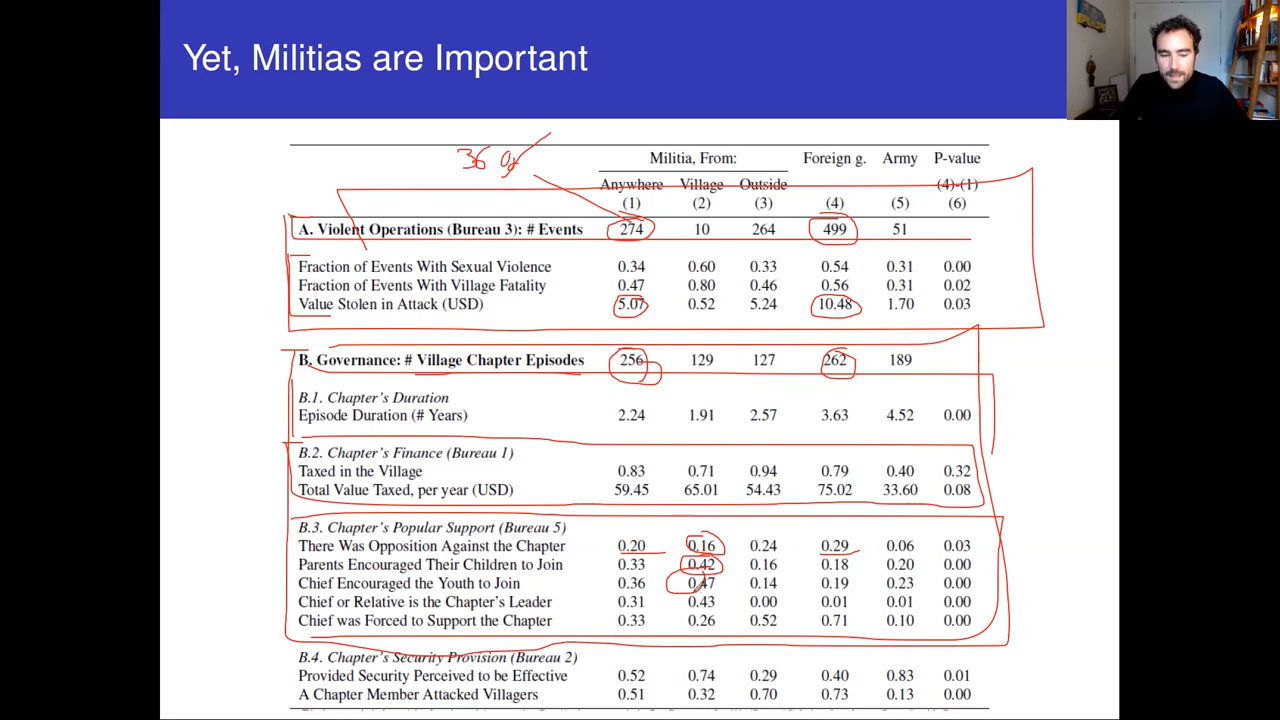 Yet, Militias are Important
36
Militia, From: Foreign g. Army P-value
Anywhere Village Outside (4)-(1)
(1) (2) (3) (4) (5) (6)
A. Violent Operations (Bureau 3): # Events 274 10 264 499 51
Fraction of Events With Sexual Violence 0.34 0.60 0.33 0.54 0.31 0.00
Fraction of Events With Village Fatality 0.47 0.80 0.46 0.56 0.31 0.02
Value Stolen in Attack (USD) 5.07 0.52 5.24 10.48 1.70 0.03
B. Governance: # Village Chapter Episodes 256 129 127 262 189
B.1. Chapter's Duration
Episode Duration (# Years) 2.24 1.91 2.57 3.63 4.52 0.00
B.2. Chapter's Finance (Bureau 1)
Taxed in the Village 0.83 0.71 0.94 0.79 0.40 0.32
Total Value Taxed, per year (USD) 59.45 65.01 54.43 75.02 33.60 0.08
B.3. Chapter's Popular Support (Bureau 5)
There Was Opposition Against the Chapter 0.20 0.16 0.24 0.29 0.06 0.03
Parents Encouraged Their Children to Join 0.33 0.42 0.16 0.18 0.20 0.00
Chief Encouraged the Youth to Join 0.36 0.47 0.14 0.19 0.23 0.00
Chief or Relative is the Chapter's Leader 0.31 0.43 0.00 0.01 0.01 0.00
Chief was Forced to Support the Chapter 0.33 0.26 0.52 0.71 0.10 0.00
B.4. Chapter's Security Provision (Bureau 2)
Provided Security Perceived to be Effective 0.52 0.74 0.29 0.40 0.83 0.01
A Chapter Member Attacked Villagers 0.51 0.32 0.70 0.73 0.13 0.00